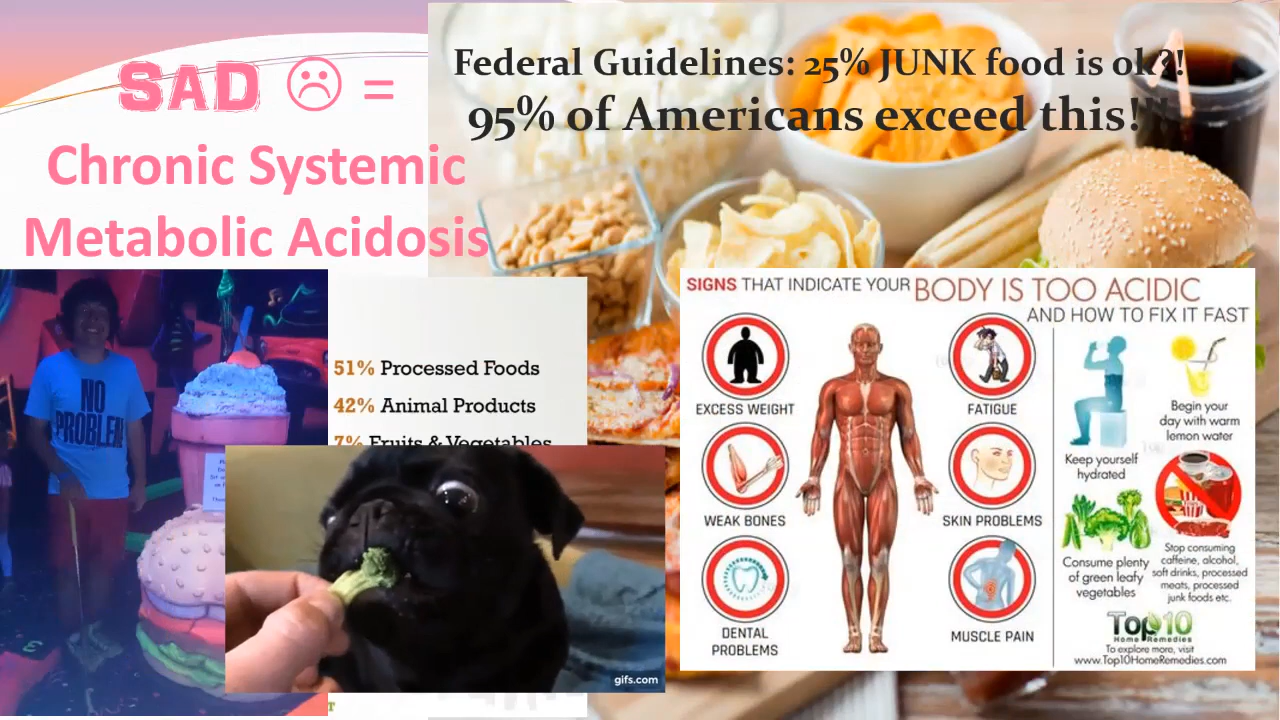 SAD ☹ =
Chronic Systemic
Metabolic Acidosis
Federal Guidelines: 25% JUNK food is ok?!
95% of Americans exceed this!
51% Processed Foods
42% Animal Products
7% Fruits & Vegetables
NO
PROBLEM
gifs.com
SIGNS THAT INDICATE YOUR BODY IS TOO ACIDIC
AND HOW TO FIX IT FAST
EXCESS WEIGHT
FATIGUE
WEAK BONES
SKIN PROBLEMS
DENTAL
PROBLEMS
MUSCLE PAIN
Keep yourself
hydrated
Begin your
day with warm
lemon water
Consume plenty
of green leafy
vegetables
Stop consuming
caffeine, alcohol,
soft drinks, processed
meats, processed
junk foods etc.
Top10
Home Remedies
To explore more, visit
www.Top10HomeRemedies.com